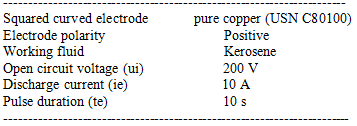 --------------------------------------------------------------------
Squared curved electrode pure copper (USN C80100)
Electrode polarity Positive
Working fluid Kerosene
Open circuit voltage (ui) 200 V
Discharge current (ie) 10 A
Pulse duration (te) 10 s
--------------------------------------------------------------------